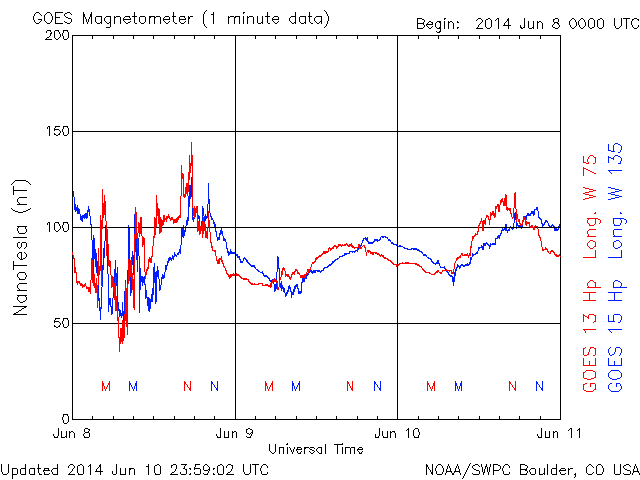 GOES Magnetometer (1 minute data)
Begin: 2014 Jun 8 0000 UTC
200
150
100
50
0
NanoTesla (nT)
M M N N M M N N M M N N
Jun 8 Jun 9 Jun 10 Jun 11
Universal Time
GOES 13 Hp Long. W 75
GOES 15 Hp Long. W 135
Updated 2014 Jun 10 23:59:02 UTC
NOAA/SWPC Boulder, CO USA